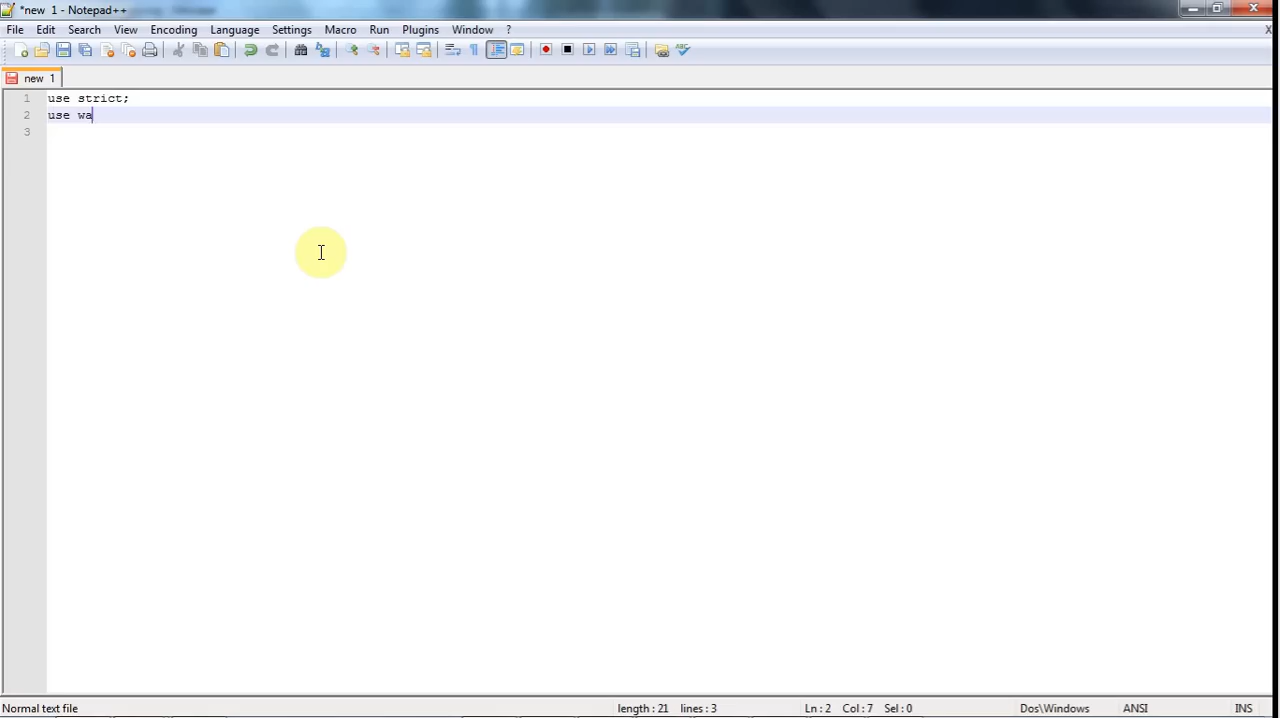 *new 1 - Notepad++
File Edit Search View Encoding Language Settings Macro Run Plugins Window ? X
new 1
1 use strict;
2 use wa
3
Normal text file length : 21 lines : 3 Ln : 2 Col : 7 Sel : 0 Dos\Windows ANSI INS